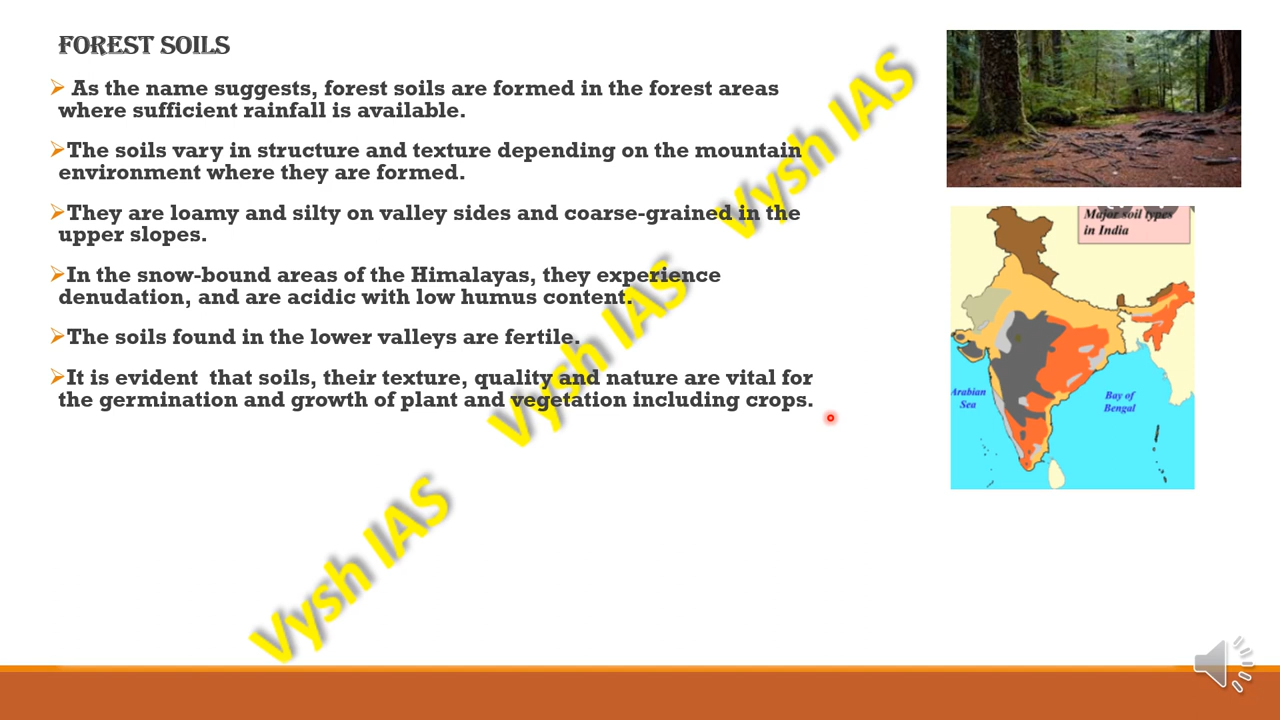 FOREST SOILS
As the name suggests, forest soils are formed in the forest areas
where sufficient rainfall is available.
The soils vary in structure and texture depending on the mountain
environment where they are formed.
They are loamy and silty on valley sides and coarse-grained in the
upper slopes.
In the snow-bound areas of the Himalayas, they experience
denudation, and are acidic with low humus content.
The soils found in the lower valleys are fertile.
It is evident  that soils, their texture, quality and nature are vital for
the germination and growth of plant and vegetation including crops.
Vysh IAS
Vysh IAS
Vysh IAS
Major soil types
in India
Arabian
Sea
Bay of
Bengal